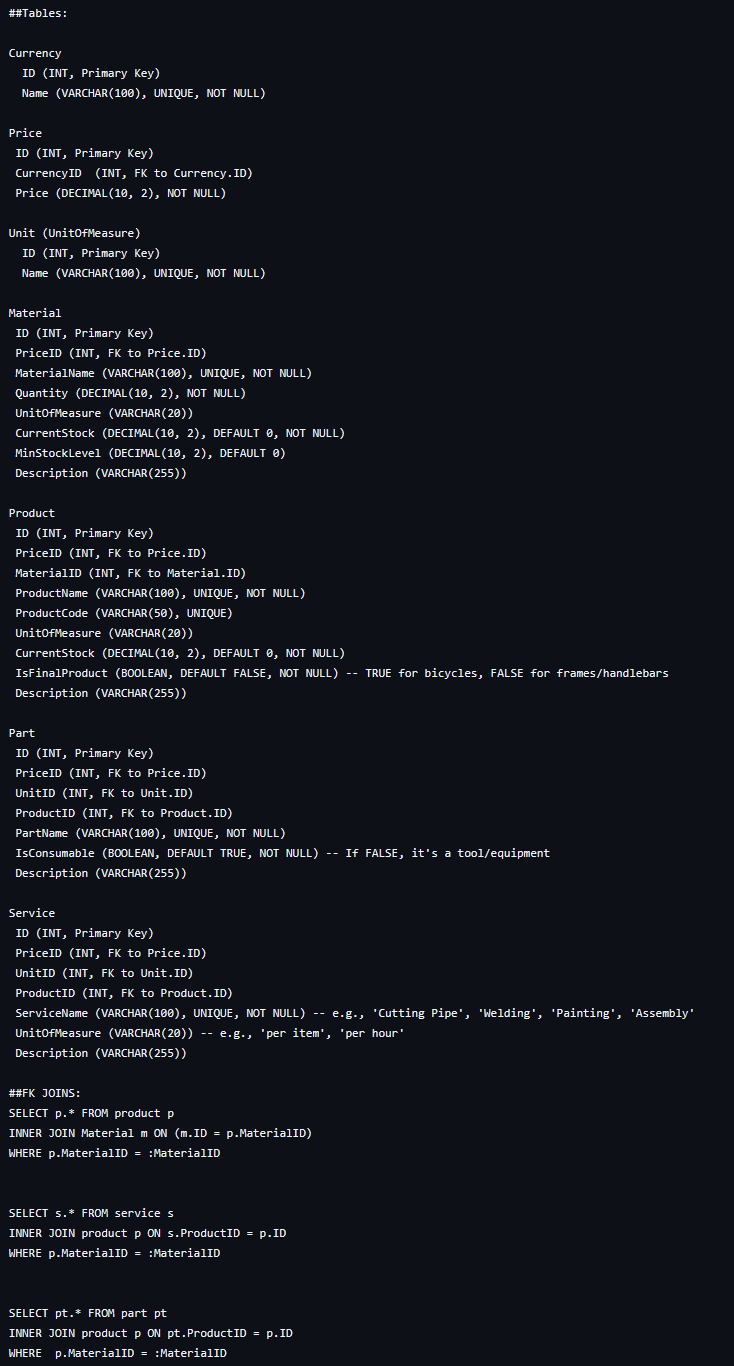 ##Tables:

Currency
  ID (INT, Primary Key)
  Name (VARCHAR(100), UNIQUE, NOT NULL)

Price
 ID (INT, Primary Key)
 CurrencyID  (INT, FK to Currency.ID)
 Price (DECIMAL(10, 2), NOT NULL)

Unit (UnitOfMeasure)
  ID (INT, Primary Key)
  Name (VARCHAR(100), UNIQUE, NOT NULL)

Material
 ID (INT, Primary Key)
 PriceID (INT, FK to Price.ID)
 MaterialName (VARCHAR(100), UNIQUE, NOT NULL)
 Quantity (DECIMAL(10, 2), NOT NULL)
 UnitOfMeasure (VARCHAR(20))
 CurrentStock (DECIMAL(10, 2), DEFAULT 0, NOT NULL)
 MinStockLevel (DECIMAL(10, 2), DEFAULT 0)
 Description (VARCHAR(255))

Product
 ID (INT, Primary Key)
 PriceID (INT, FK to Price.ID)
 MaterialID (INT, FK to Material.ID)
 ProductName (VARCHAR(100), UNIQUE, NOT NULL)
 ProductCode (VARCHAR(50), UNIQUE)
 UnitOfMeasure (VARCHAR(20))
 CurrentStock (DECIMAL(10, 2), DEFAULT 0, NOT NULL)
 IsFinalProduct (BOOLEAN, DEFAULT FALSE, NOT NULL) -- TRUE for bicycles, FALSE for frames/handlebars
 Description (VARCHAR(255))

Part
 ID (INT, Primary Key)
 PriceID (INT, FK to Price.ID)
 UnitID (INT, FK to Unit.ID)
 ProductID (INT, FK to Product.ID)
 PartName (VARCHAR(100), UNIQUE, NOT NULL)
 IsConsumable (BOOLEAN, DEFAULT TRUE, NOT NULL) -- If FALSE, it's a tool/equipment
 Description (VARCHAR(255))

Service
 ID (INT, Primary Key)
 PriceID (INT, FK to Price.ID)
 UnitID (INT, FK to Unit.ID)
 ProductID (INT, FK to Product.ID)
 ServiceName (VARCHAR(100), UNIQUE, NOT NULL) -- e.g., 'Cutting Pipe', 'Welding', 'Painting', 'Assembly'
 UnitOfMeasure (VARCHAR(20)) -- e.g., 'per item', 'per hour'
 Description (VARCHAR(255))

##FK JOINS:
SELECT p.* FROM product p
INNER JOIN Material m ON (m.ID = p.MaterialID)
WHERE p.MaterialID = :MaterialID


SELECT s.* FROM service s
INNER JOIN product p ON s.ProductID = p.ID
WHERE p.MaterialID = :MaterialID


SELECT pt.* FROM part pt
INNER JOIN product p ON pt.ProductID = p.ID
WHERE  p.MaterialID = :MaterialID